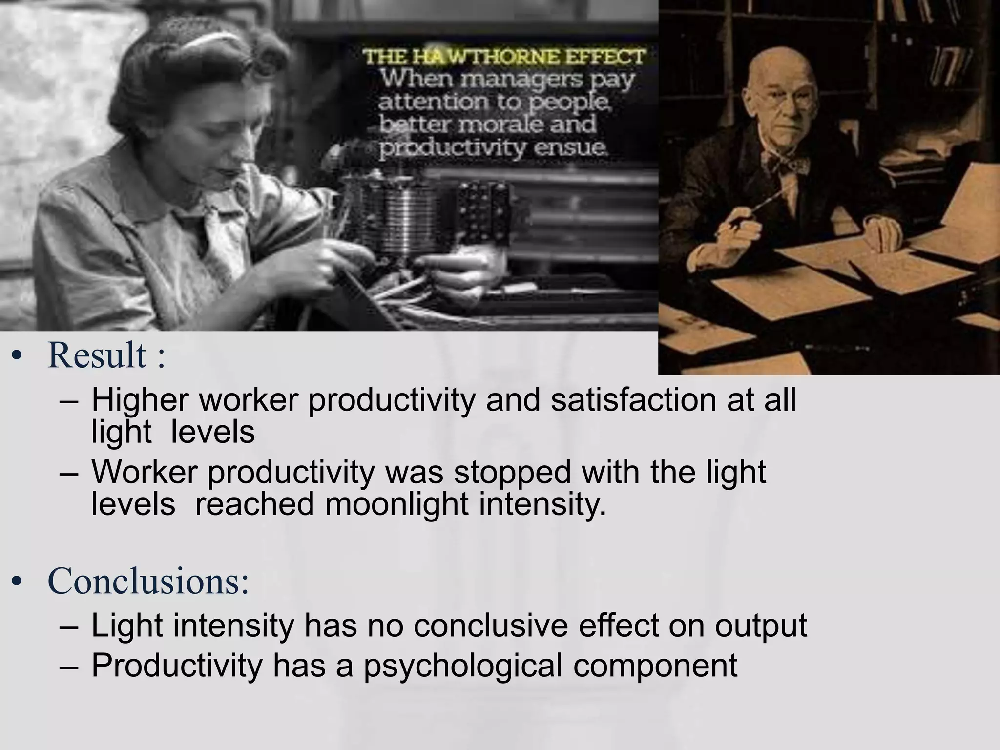 THE HAWTHORNE EFFECT
When managers pay
attention to people,
better morale and
productivity ensue.
• Result :
– Higher worker productivity and satisfaction at all
light levels
– Worker productivity was stopped with the light
levels reached moonlight intensity.
• Conclusions:
– Light intensity has no conclusive effect on output
– Productivity has a psychological component